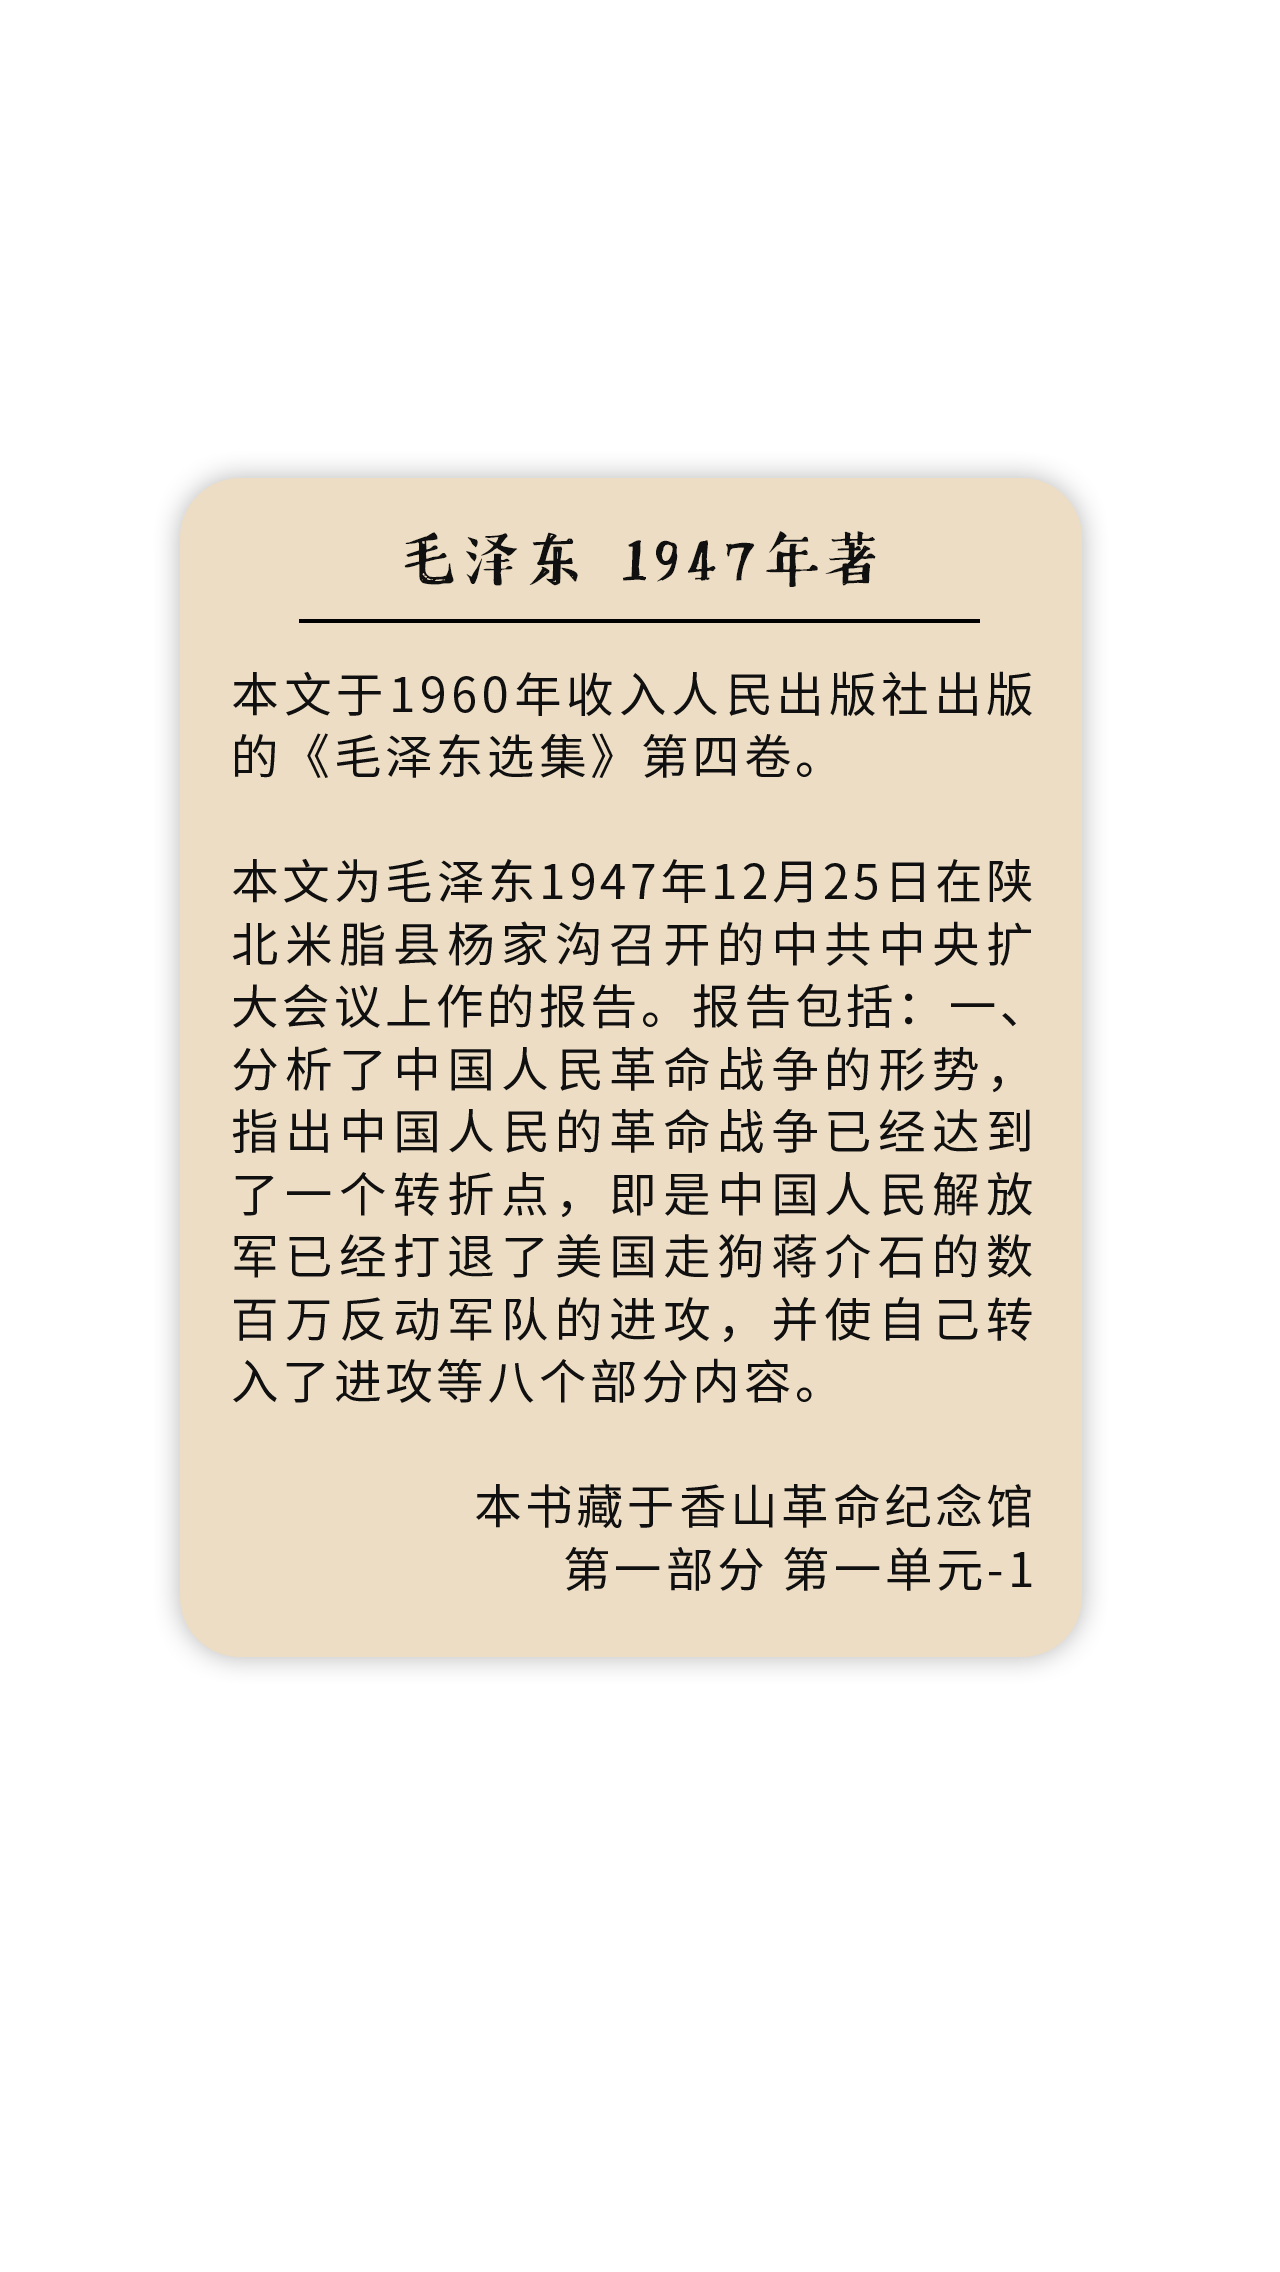 毛泽东 1947年著
本文于1960年收入人民出版社出版
的《毛泽东选集》第四卷。
本文为毛泽东1947年12月25日在陕
北米脂县杨家沟召开的中共中央扩
大会议上作的报告。报告包括：一、
分析了中国人民革命战争的形势，
指出中国人民的革命战争已经达到
了一个转折点，即是中国人民解放
军已经打退了美国走狗蒋介石的数
百万反动军队的进攻，并使自己转
入了进攻等八个部分内容。
本书藏于香山革命纪念馆
第一部分 第一单元-1